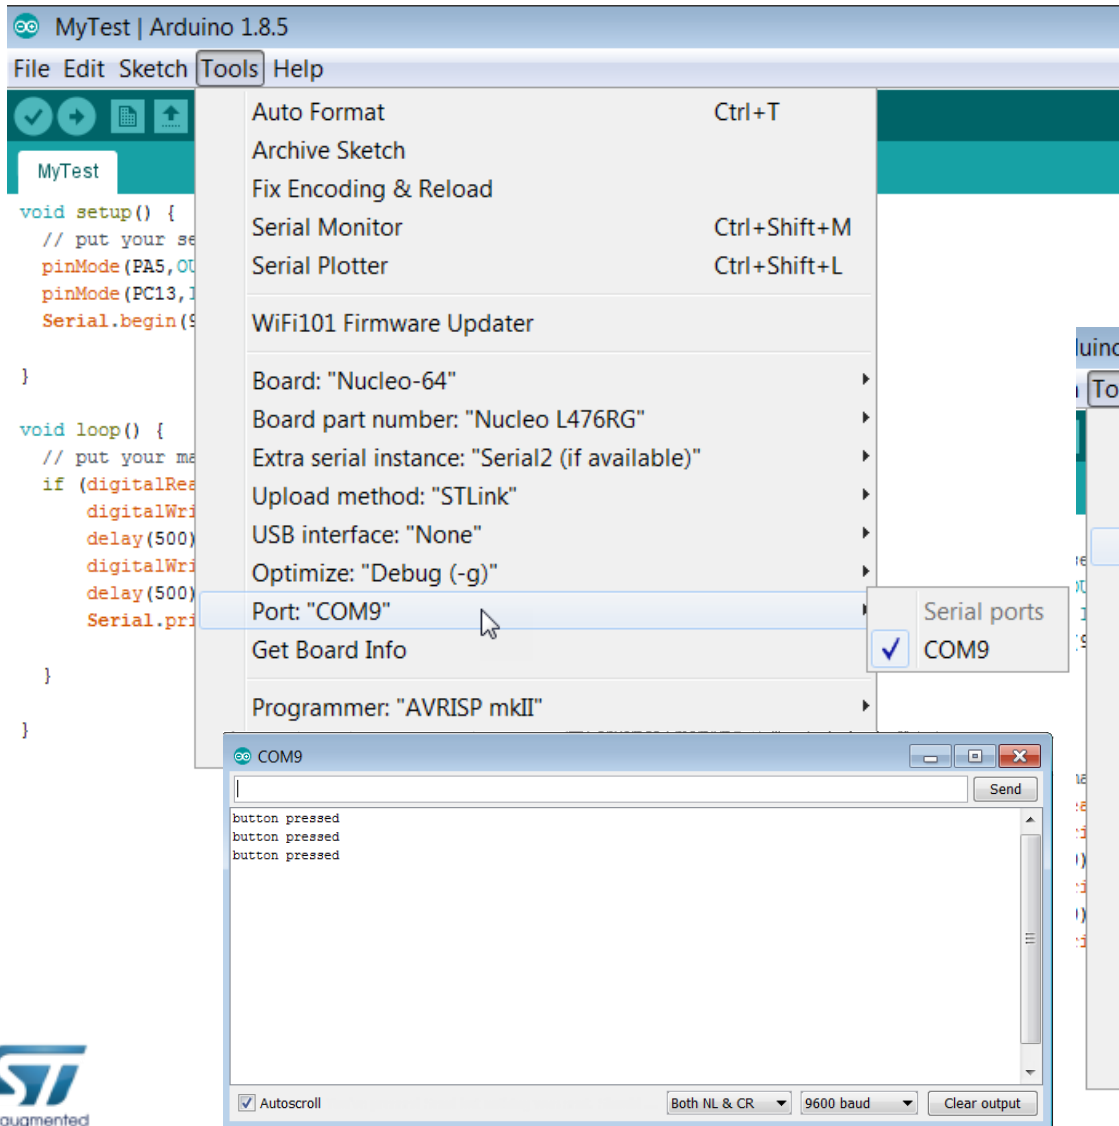 MyTest | Arduino 1.8.5
File Edit Sketch Tools Help
MyTest
void setup() {
// put your se
pinMode(PA5,OU
pinMode(PC13,I
Serial.begin(9
}
void loop() {
// put your ma
if (digitalRea
digitalWri
delay(500)
digitalWri
delay(500)
Serial.pri
}
}
Auto Format Ctrl+T
Archive Sketch
Fix Encoding & Reload
Serial Monitor Ctrl+Shift+M
Serial Plotter Ctrl+Shift+L
WiFi101 Firmware Updater
Board: "Nucleo-64"
Board part number: "Nucleo L476RG"
Extra serial instance: "Serial2 (if available)"
Upload method: "STLink"
USB interface: "None"
Optimize: "Debug (-g)"
Port: "COM9"
Get Board Info
Programmer: "AVRISP mkII"
Serial ports
COM9
COM9
Send
button pressed
button pressed
button pressed
Autoscroll
Both NL & CR
9600 baud
Clear output
uino
To
ST
augmented